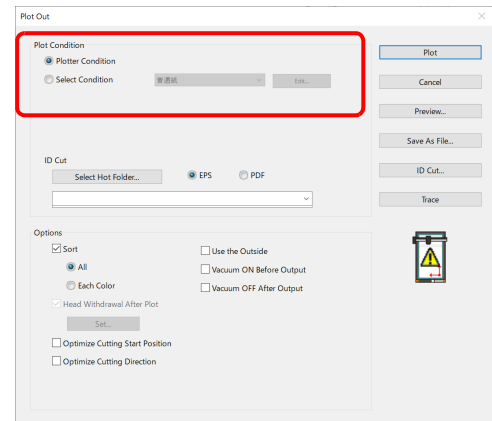 Plot Out
Plot Condition
Plotter Condition
Select Condition 普通紙 Edit...
ID Cut
Select Hot Folder... EPS PDF
Options
Sort
All
Each Color
Head Withdrawal After Plot
Set...
Optimize Cutting Start Position
Optimize Cutting Direction
Use the Outside
Vacuum ON Before Output
Vacuum OFF After Output
Plot
Cancel
Preview...
Save As File...
ID Cut...
Trace